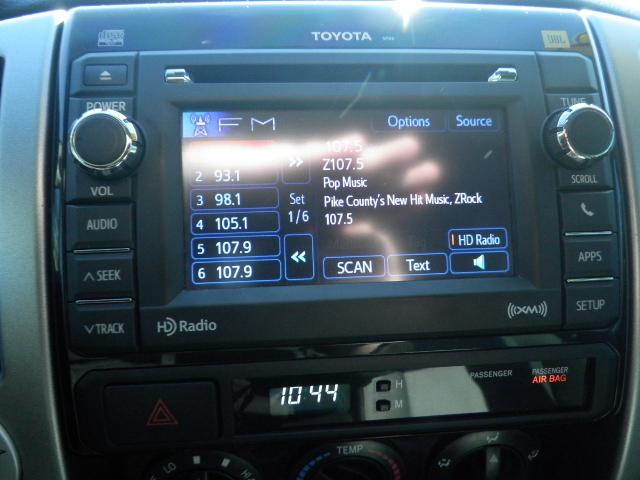 TOYOTA
JBL
POWER
TUNE
FM
Options
Source
107.5
2 93.1
»
Z107.5
Pop Music
VOL
SCROLL
3 98.1
Set
Pike County's New Hit Music, ZRock
4 105.1
1/6
107.5
AUDIO
5 107.9
«
HD Radio
APPS
6 107.9
SCAN
Text
∧ SEEK
SETUP
∨ TRACK
HD Radio
((XM))
10:44
H
M
PASSENGER
PASSENGER
AIR BAG
TEMP
LO
HI